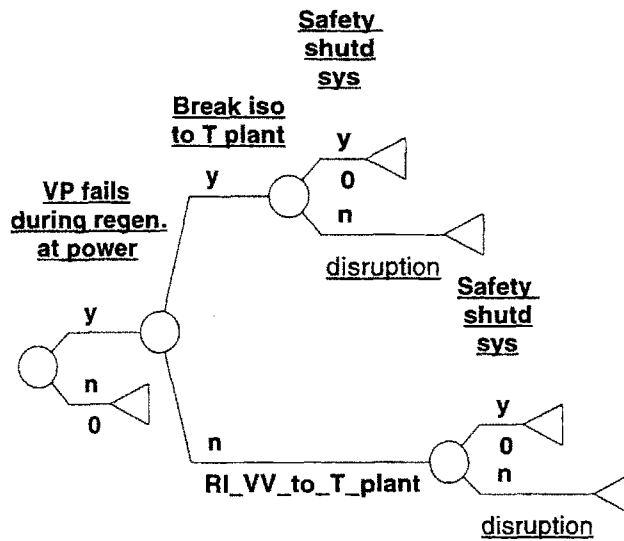 Safety
shutd
sys
Break iso
to T plant
y
y
0
n
disruption
VP fails
during regen.
at power
y
n
0
Safety
shutd
sys
n
RI_VV_to_T_plant
y
0
n
disruption